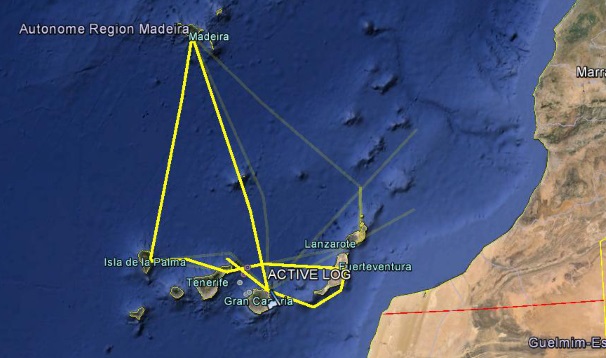 Autonome Region Madeira
Madeira
Marra
Lanzarote
Isla de la Palma
Fuerteventura
ACTIVE LOG
Tenerife
Gran Canaria
Guelmim-Es